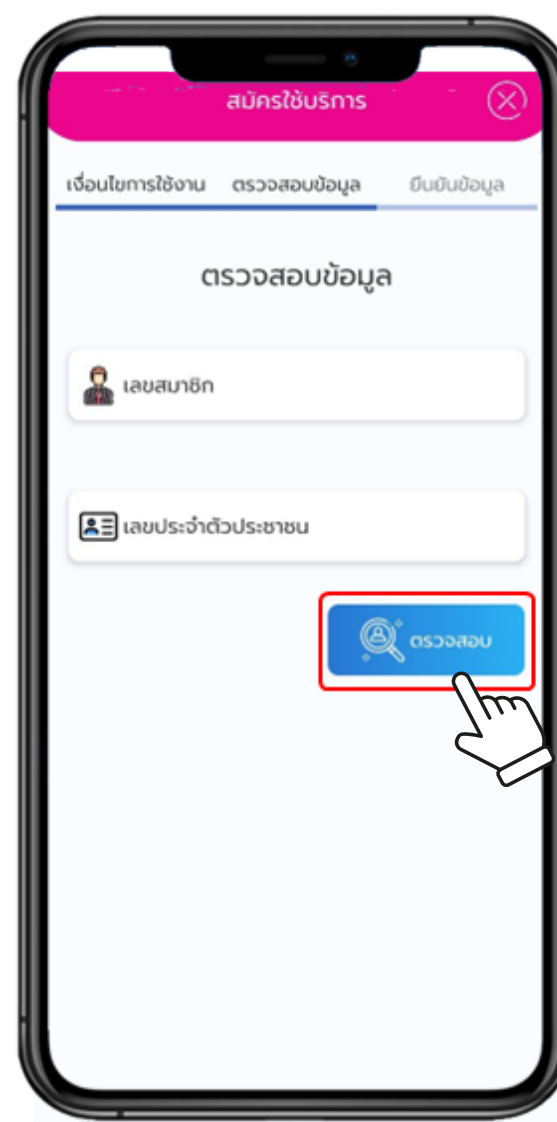 สมัครใช้บริการ
เงื่อนไขการใช้งาน ตรวจสอบข้อมูล ยืนยันข้อมูล
ตรวจสอบข้อมูล
เลขสมาชิก
เลขประจำตัวประชาชน
ตรวจสอบ